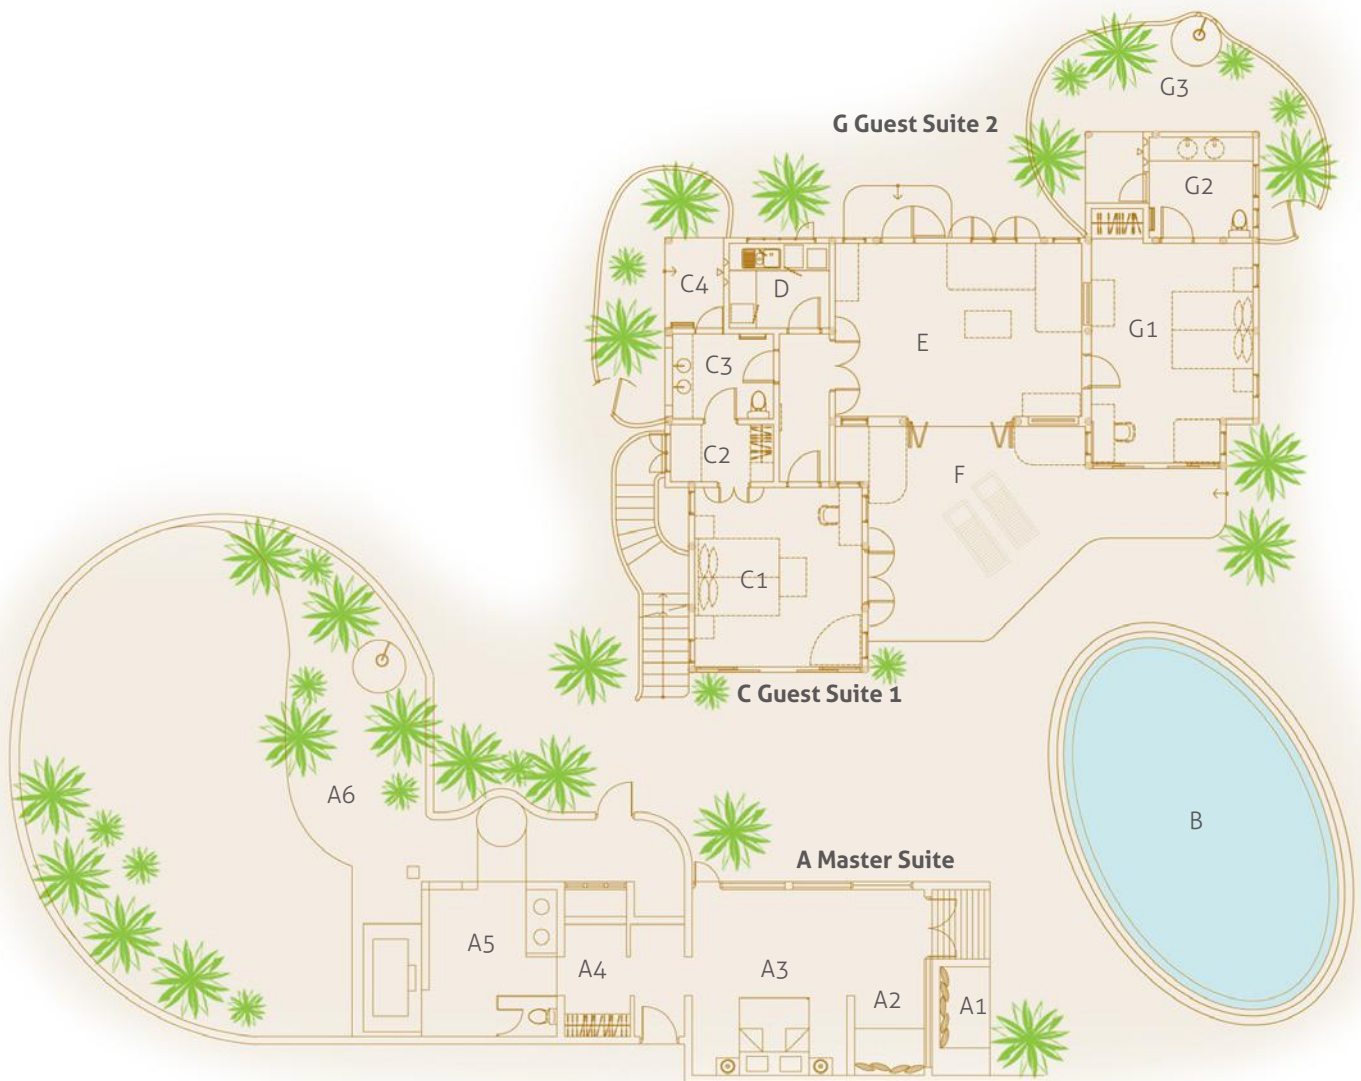 G3
G Guest Suite 2
G2
C4
D
G1
E
C3
C2
F
C1
C Guest Suite 1
A6
B
A Master Suite
A5
A4
A3
A2
A1